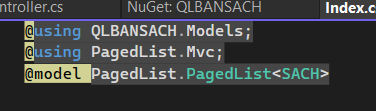 ntroller.cs
NuGet: QLBANSACH
Index.c
@using QLBANSACH.Models;
@using PagedList.Mvc;
@model PagedList.PagedList<SACH>